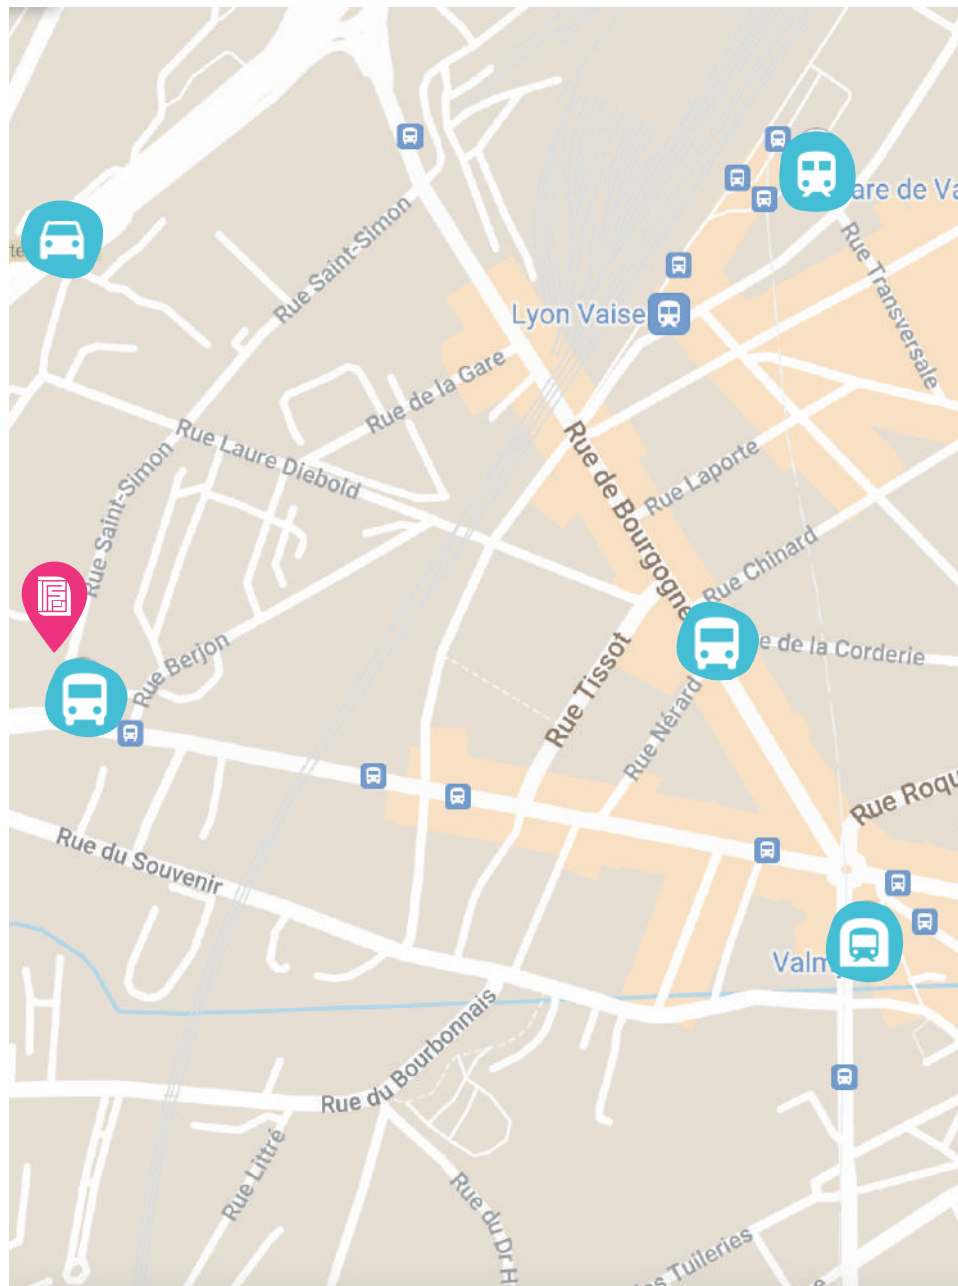 are de Va
te
Rue Saint-Simon
Rue Transversale
Lyon Vaise
Rue de la Gare
Rue Laure Diebold
Rue de Bourgogne
Rue Laporte
Rue Saint-Simon
Rue Chinard
Rue Berjon
Rue Tissot
e de la Corderie
Rue Nérard
Rue Roqu
Rue du Souvenir
Valm
Rue du Bourbonnais
Rue Littré
Rue du Dr H
es Tuileries